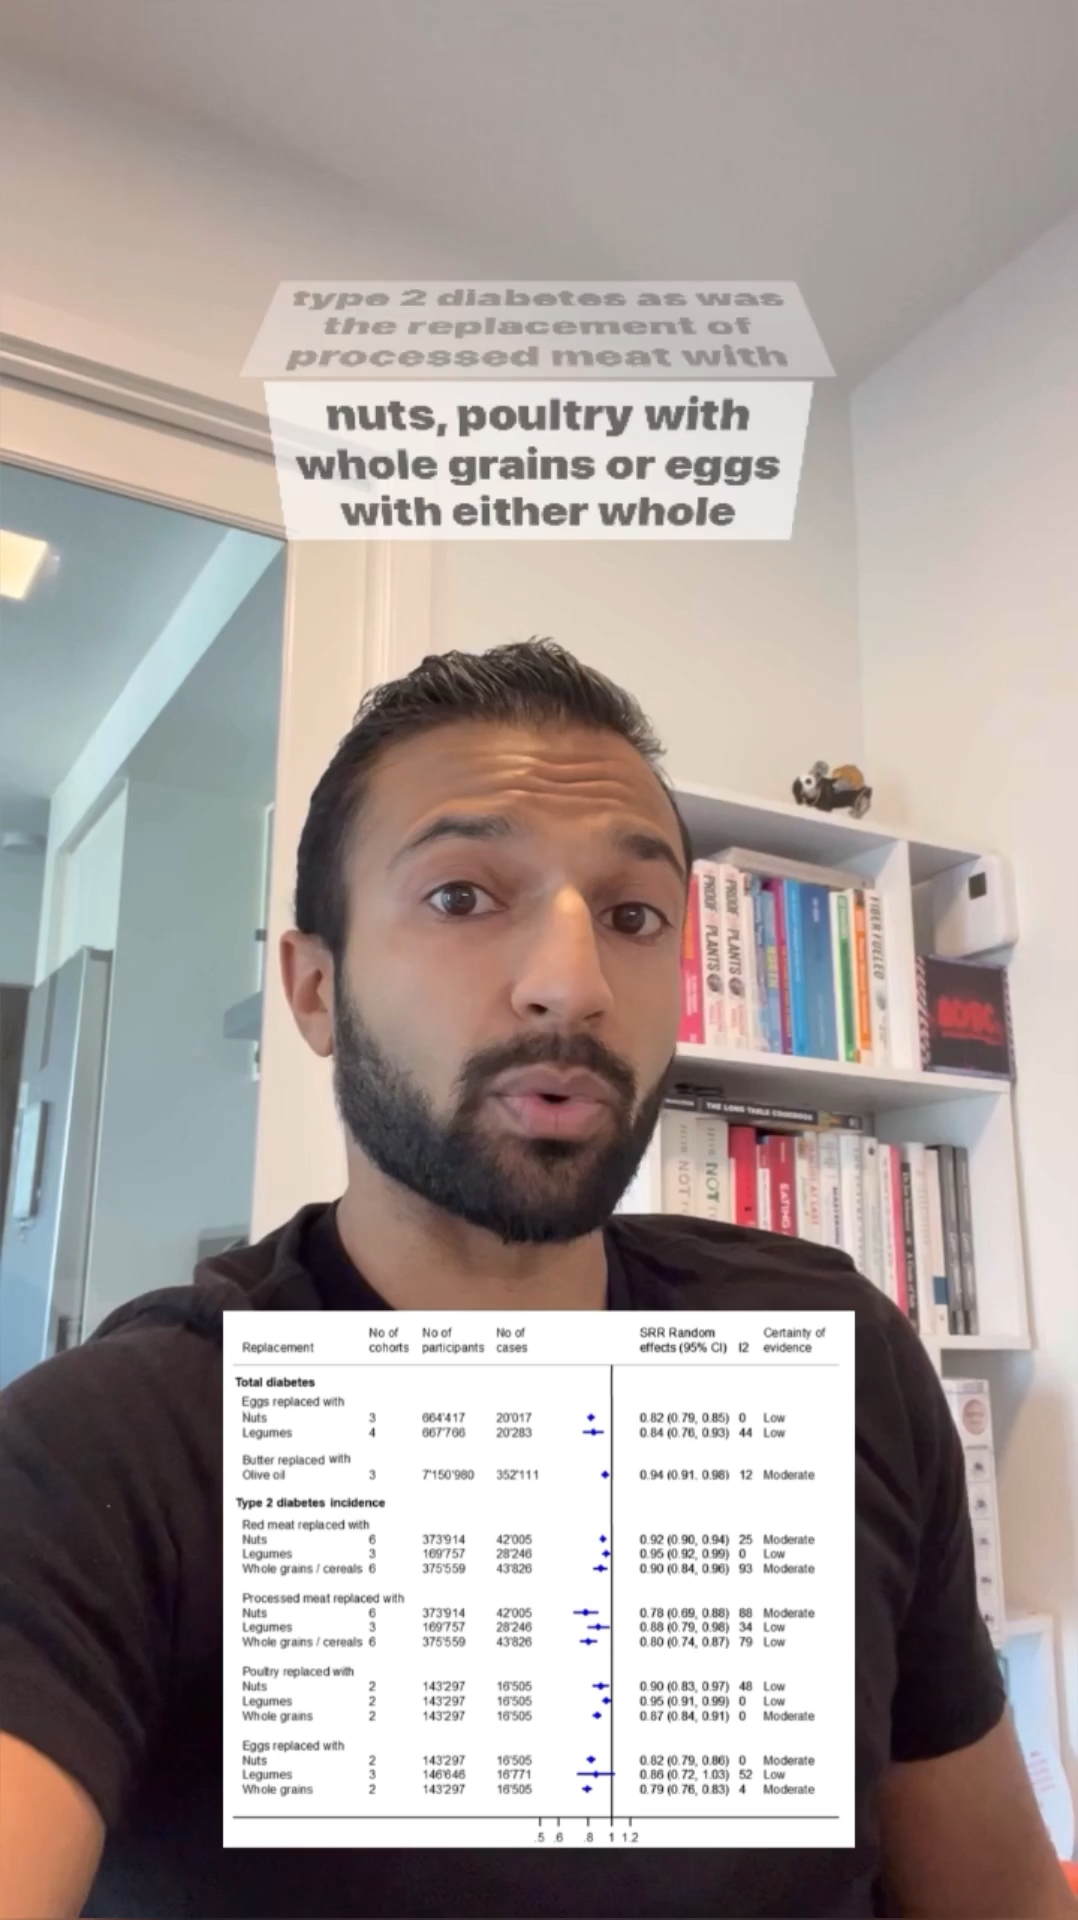 type 2 diabetes as was
the replacement of
processed meat with
nuts, poultry with
whole grains or eggs
with either whole
PROOF PLANTS
PROOF PLANTS
FIBER FUELED
AC/DC
THE LONG TABLE COOKBOOK
HOW NOT
HOW NOT
EATING
Replacement No of cohorts No of participants No of cases SRR Random effects (95% CI) I2 Certainty of evidence
Total diabetes
Eggs replaced with
Nuts 3 664'417 20'017 0.82 (0.79, 0.85) 0 Low
Legumes 4 667'766 20'283 0.84 (0.76, 0.93) 44 Low
Butter replaced with
Olive oil 3 7'150'980 352'111 0.94 (0.91, 0.98) 12 Moderate
Type 2 diabetes incidence
Red meat replaced with
Nuts 6 373'914 42'005 0.92 (0.90, 0.94) 25 Moderate
Legumes 3 169'757 28'246 0.95 (0.92, 0.99) 0 Low
Whole grains / cereals 6 375'559 43'826 0.90 (0.84, 0.96) 93 Moderate
Processed meat replaced with
Nuts 6 373'914 42'005 0.78 (0.69, 0.88) 88 Moderate
Legumes 3 169'757 28'246 0.88 (0.79, 0.98) 34 Low
Whole grains / cereals 6 375'559 43'826 0.80 (0.74, 0.87) 79 Low
Poultry replaced with
Nuts 2 143'297 16'505 0.90 (0.83, 0.97) 48 Low
Legumes 2 143'297 16'505 0.95 (0.91, 0.99) 0 Low
Whole grains 2 143'297 16'505 0.87 (0.84, 0.91) 0 Moderate
Eggs replaced with
Nuts 2 143'297 16'505 0.82 (0.79, 0.86) 0 Moderate
Legumes 3 146'646 16'771 0.86 (0.72, 1.03) 52 Low
Whole grains 2 143'297 16'505 0.79 (0.76, 0.83) 4 Moderate
.5 .6 .8 1 1.2